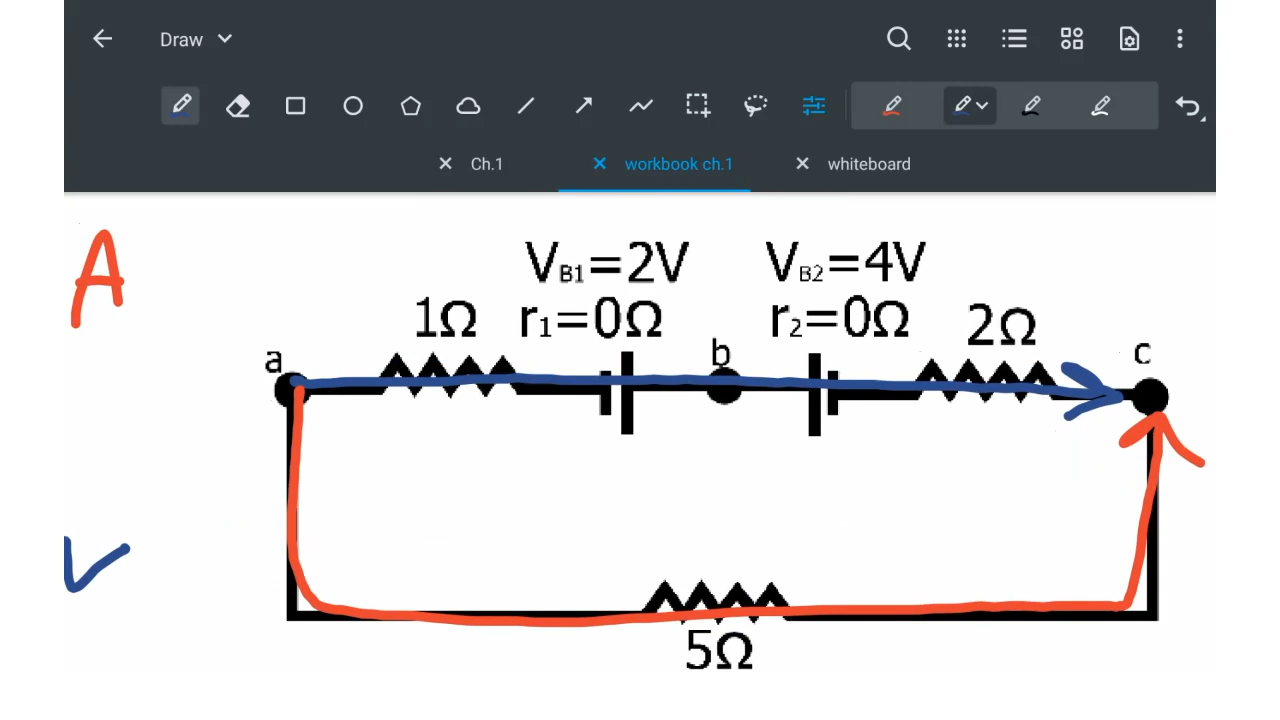 Draw
Ch.1 workbook ch.1 whiteboard
A
VB1=2V VB2=4V
1Ω r1=0Ω r2=0Ω 2Ω
a b c
5Ω